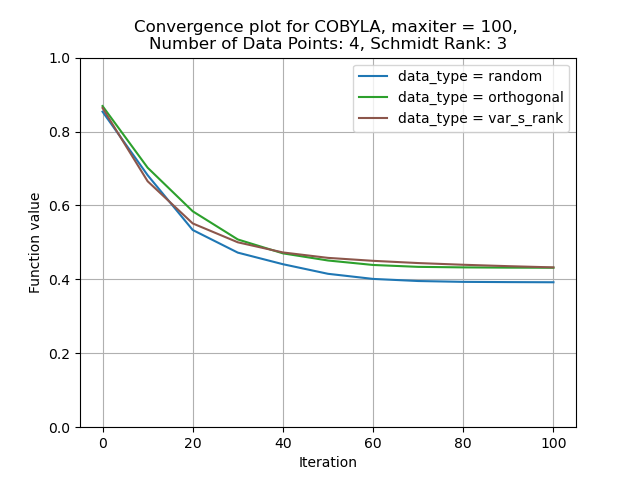 Convergence plot for COBYLA, maxiter = 100,
Number of Data Points: 4, Schmidt Rank: 3
data_type = random
data_type = orthogonal
data_type = var_s_rank
Function value
1.0
0.8
0.6
0.4
0.2
0.0
0 20 40 60 80 100
Iteration